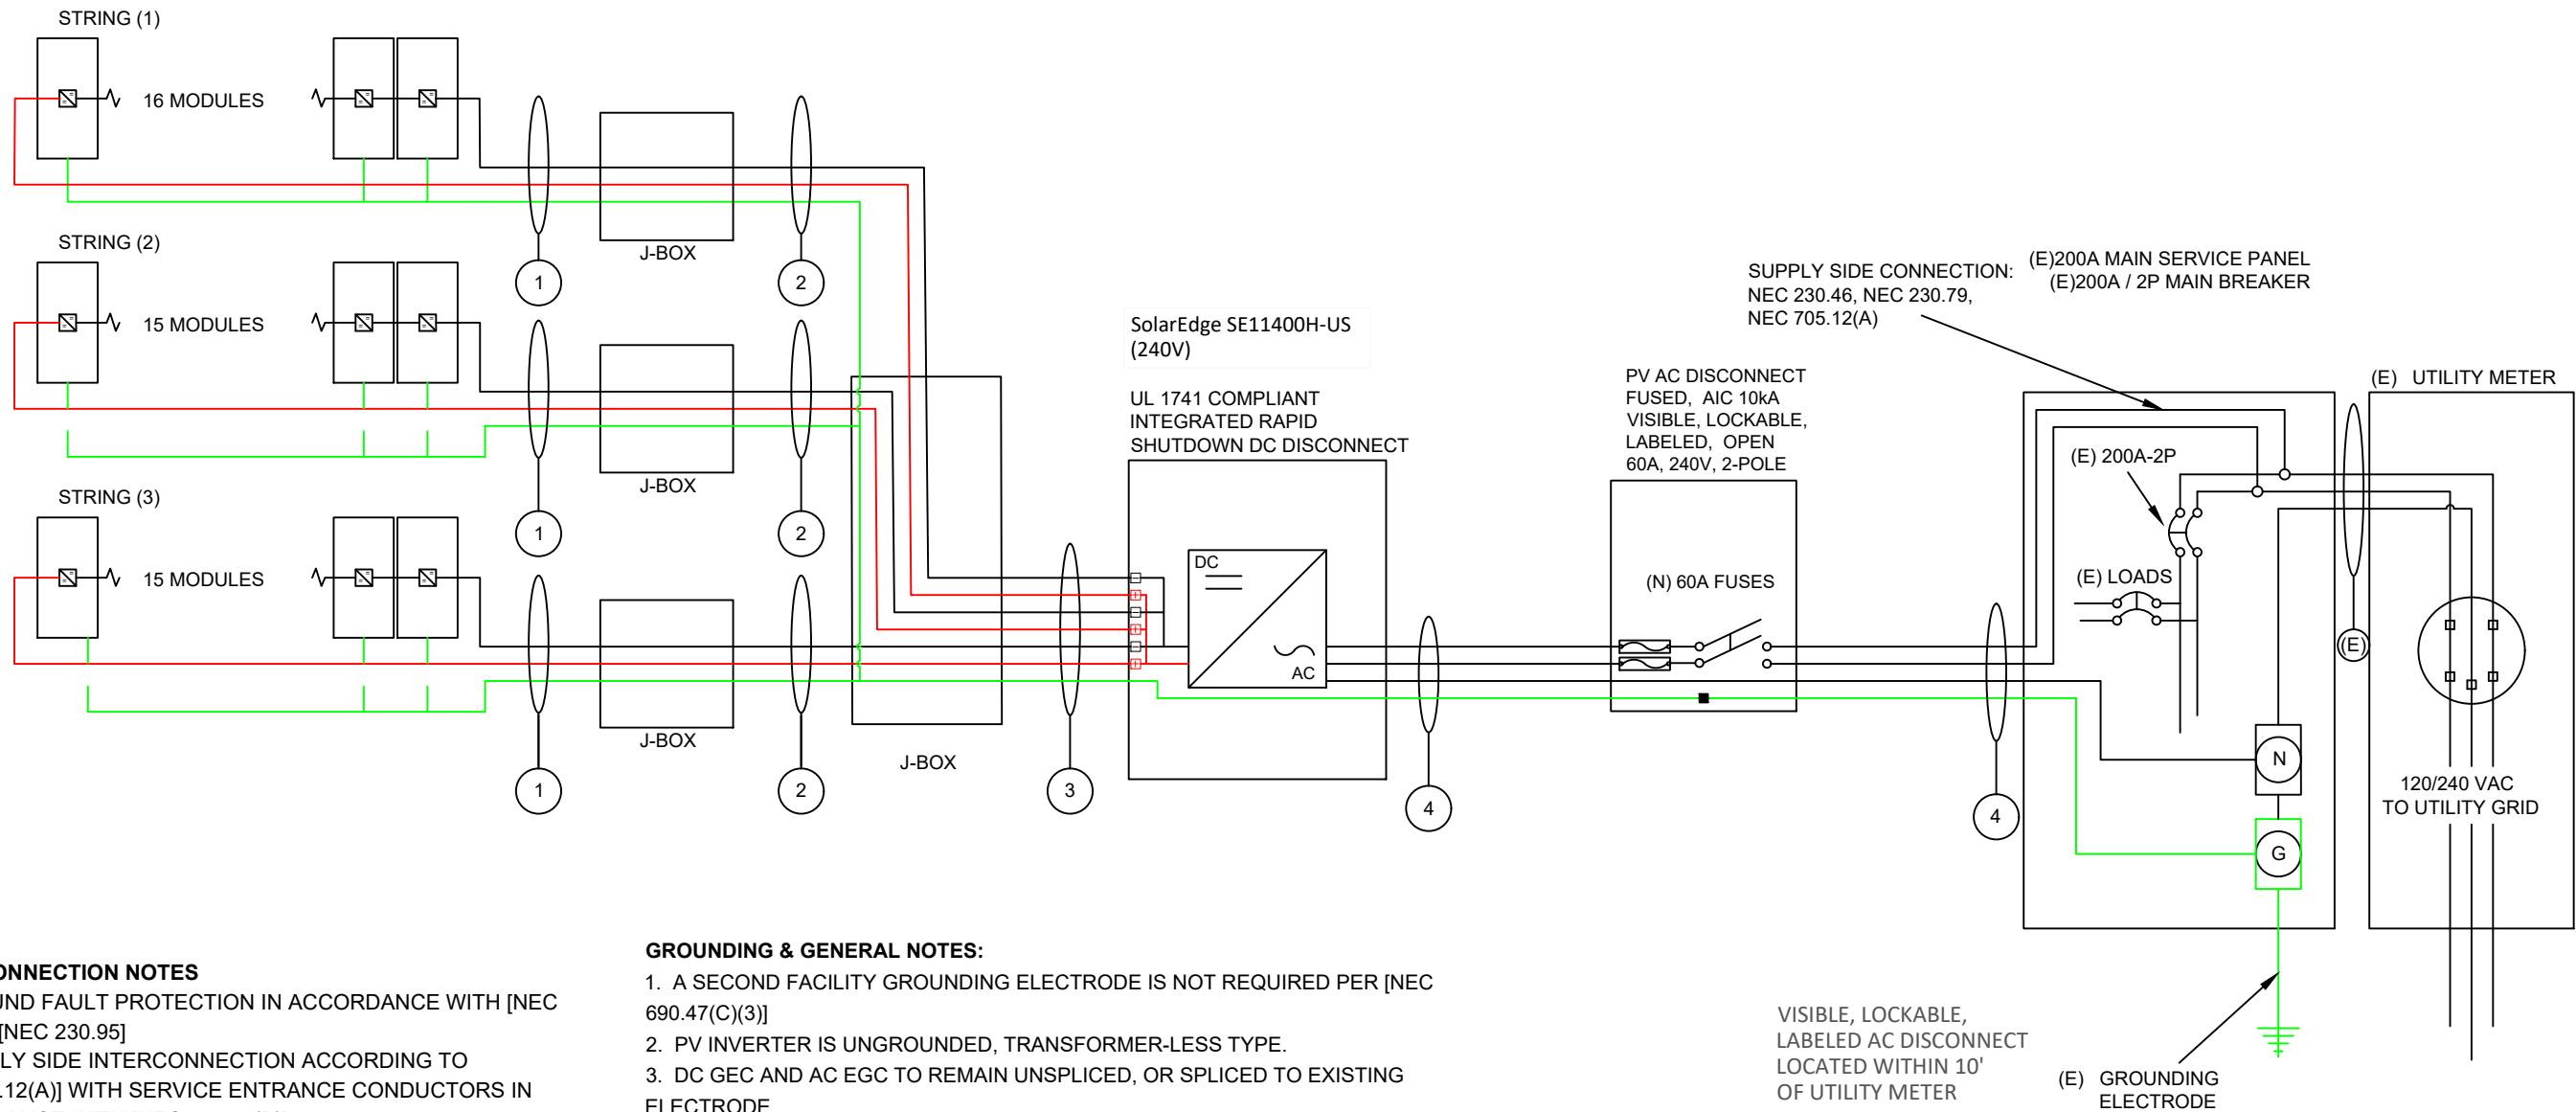 STRING (1)
16 MODULES
J-BOX
1
2
STRING (2)
15 MODULES
J-BOX
1
2
STRING (3)
15 MODULES
J-BOX
1
2
J-BOX
3
SolarEdge SE11400H-US
(240V)
UL 1741 COMPLIANT
INTEGRATED RAPID
SHUTDOWN DC DISCONNECT
DC
AC
4
PV AC DISCONNECT
FUSED, AIC 10kA
VISIBLE, LOCKABLE,
LABELED, OPEN
60A, 240V, 2-POLE
(N) 60A FUSES
4
SUPPLY SIDE CONNECTION:
NEC 230.46, NEC 230.79,
NEC 705.12(A)
(E)200A MAIN SERVICE PANEL
(E)200A / 2P MAIN BREAKER
(E) 200A-2P
(E) LOADS
N
G
(E)
(E) UTILITY METER
120/240 VAC
TO UTILITY GRID
ONNECTION NOTES
UND FAULT PROTECTION IN ACCORDANCE WITH [NEC
[NEC 230.95]
LY SIDE INTERCONNECTION ACCORDING TO
.12(A)] WITH SERVICE ENTRANCE CONDUCTORS IN
GROUNDING & GENERAL NOTES:
1. A SECOND FACILITY GROUNDING ELECTRODE IS NOT REQUIRED PER [NEC
690.47(C)(3)]
2. PV INVERTER IS UNGROUNDED, TRANSFORMER-LESS TYPE.
3. DC GEC AND AC EGC TO REMAIN UNSPLICED, OR SPLICED TO EXISTING
ELECTRODE
VISIBLE, LOCKABLE,
LABELED AC DISCONNECT
LOCATED WITHIN 10'
OF UTILITY METER
(E) GROUNDING
ELECTRODE